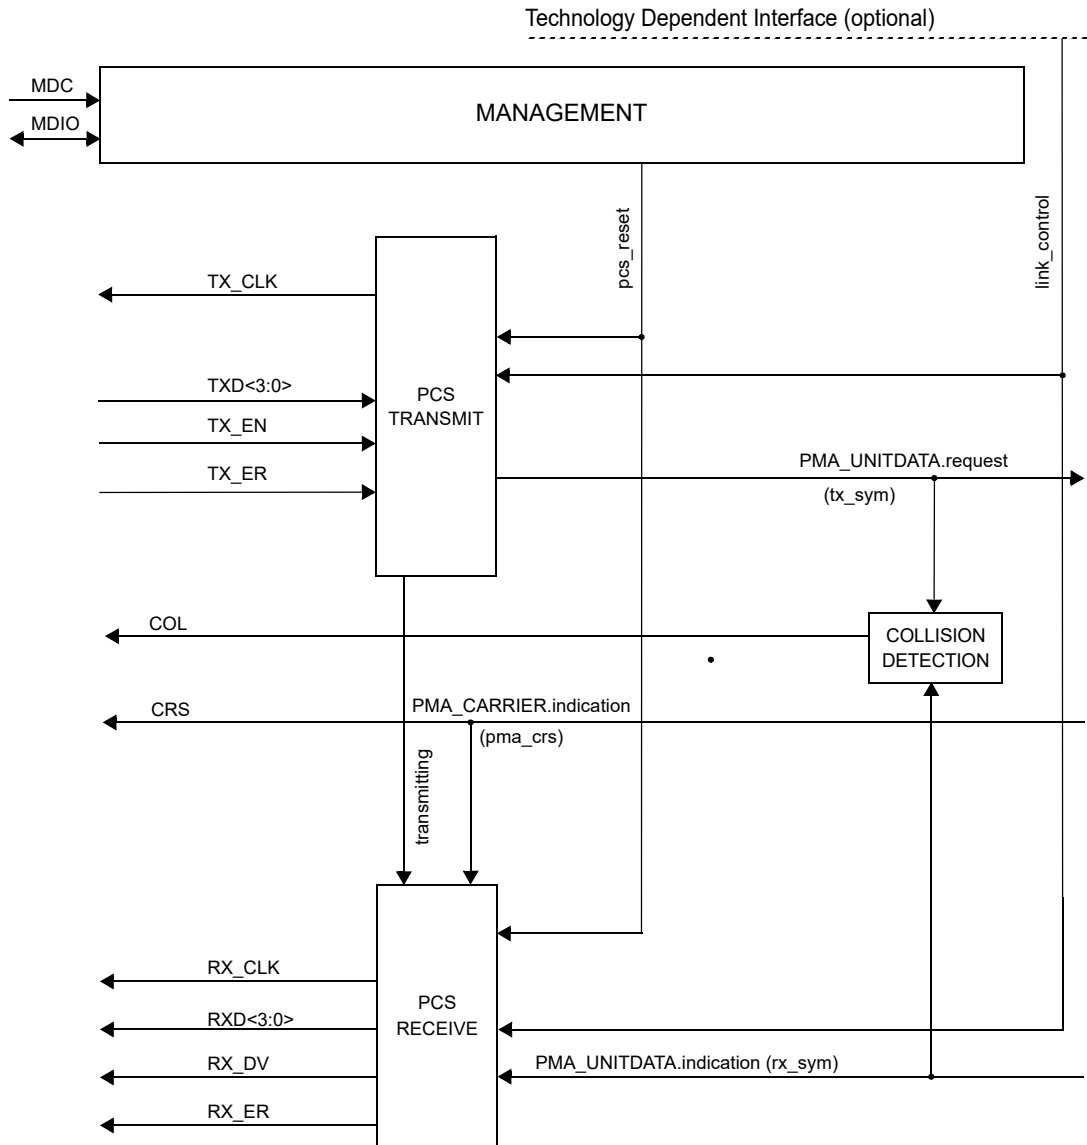 Technology Dependent Interface (optional)
MDC
MANAGEMENT
MDIO
pcs_reset
link_control
TX_CLK
TXD<3:0>
PCS
TRANSMIT
TX_EN
TX_ER
PMA_UNITDATA.request
(tx_sym)
COL
COLLISION
DETECTION
CRS
PMA_CARRIER.indication
(pma_crs)
transmitting
RX_CLK
PCS
RECEIVE
RXD<3:0>
RX_DV
PMA_UNITDATA.indication (rx_sym)
RX_ER